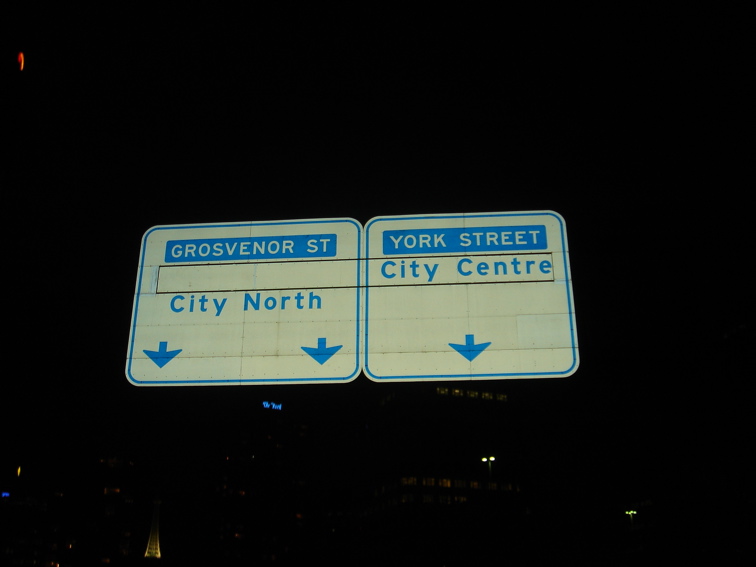 GROSVENOR ST
City North
YORK STREET
City Centre